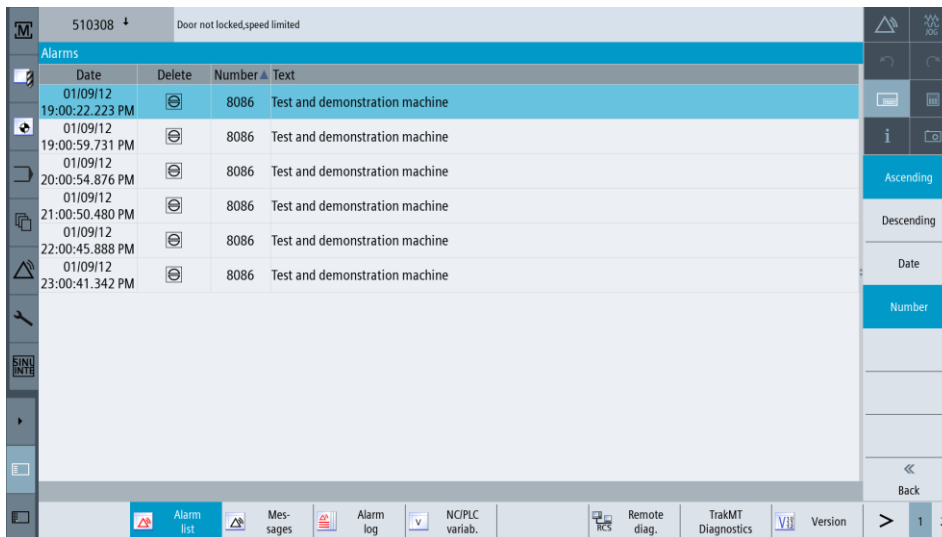 M
510308
Door not locked,speed limited
JOG
Alarms
Date Delete Number Text
01/09/12
19:00:22.223 PM
8086 Test and demonstration machine
01/09/12
19:00:59.731 PM
8086 Test and demonstration machine
01/09/12
20:00:54.876 PM
8086 Test and demonstration machine
01/09/12
21:00:50.480 PM
8086 Test and demonstration machine
01/09/12
22:00:45.888 PM
8086 Test and demonstration machine
01/09/12
23:00:41.342 PM
8086 Test and demonstration machine
i
Ascending
Descending
Date
Number
SINU
INTE
«
Back
Alarm
list
Mes-
sages
Alarm
log
V
NC/PLC
variab.
RCS
Remote
diag.
TrakMT
Diagnostics
Version
>
1